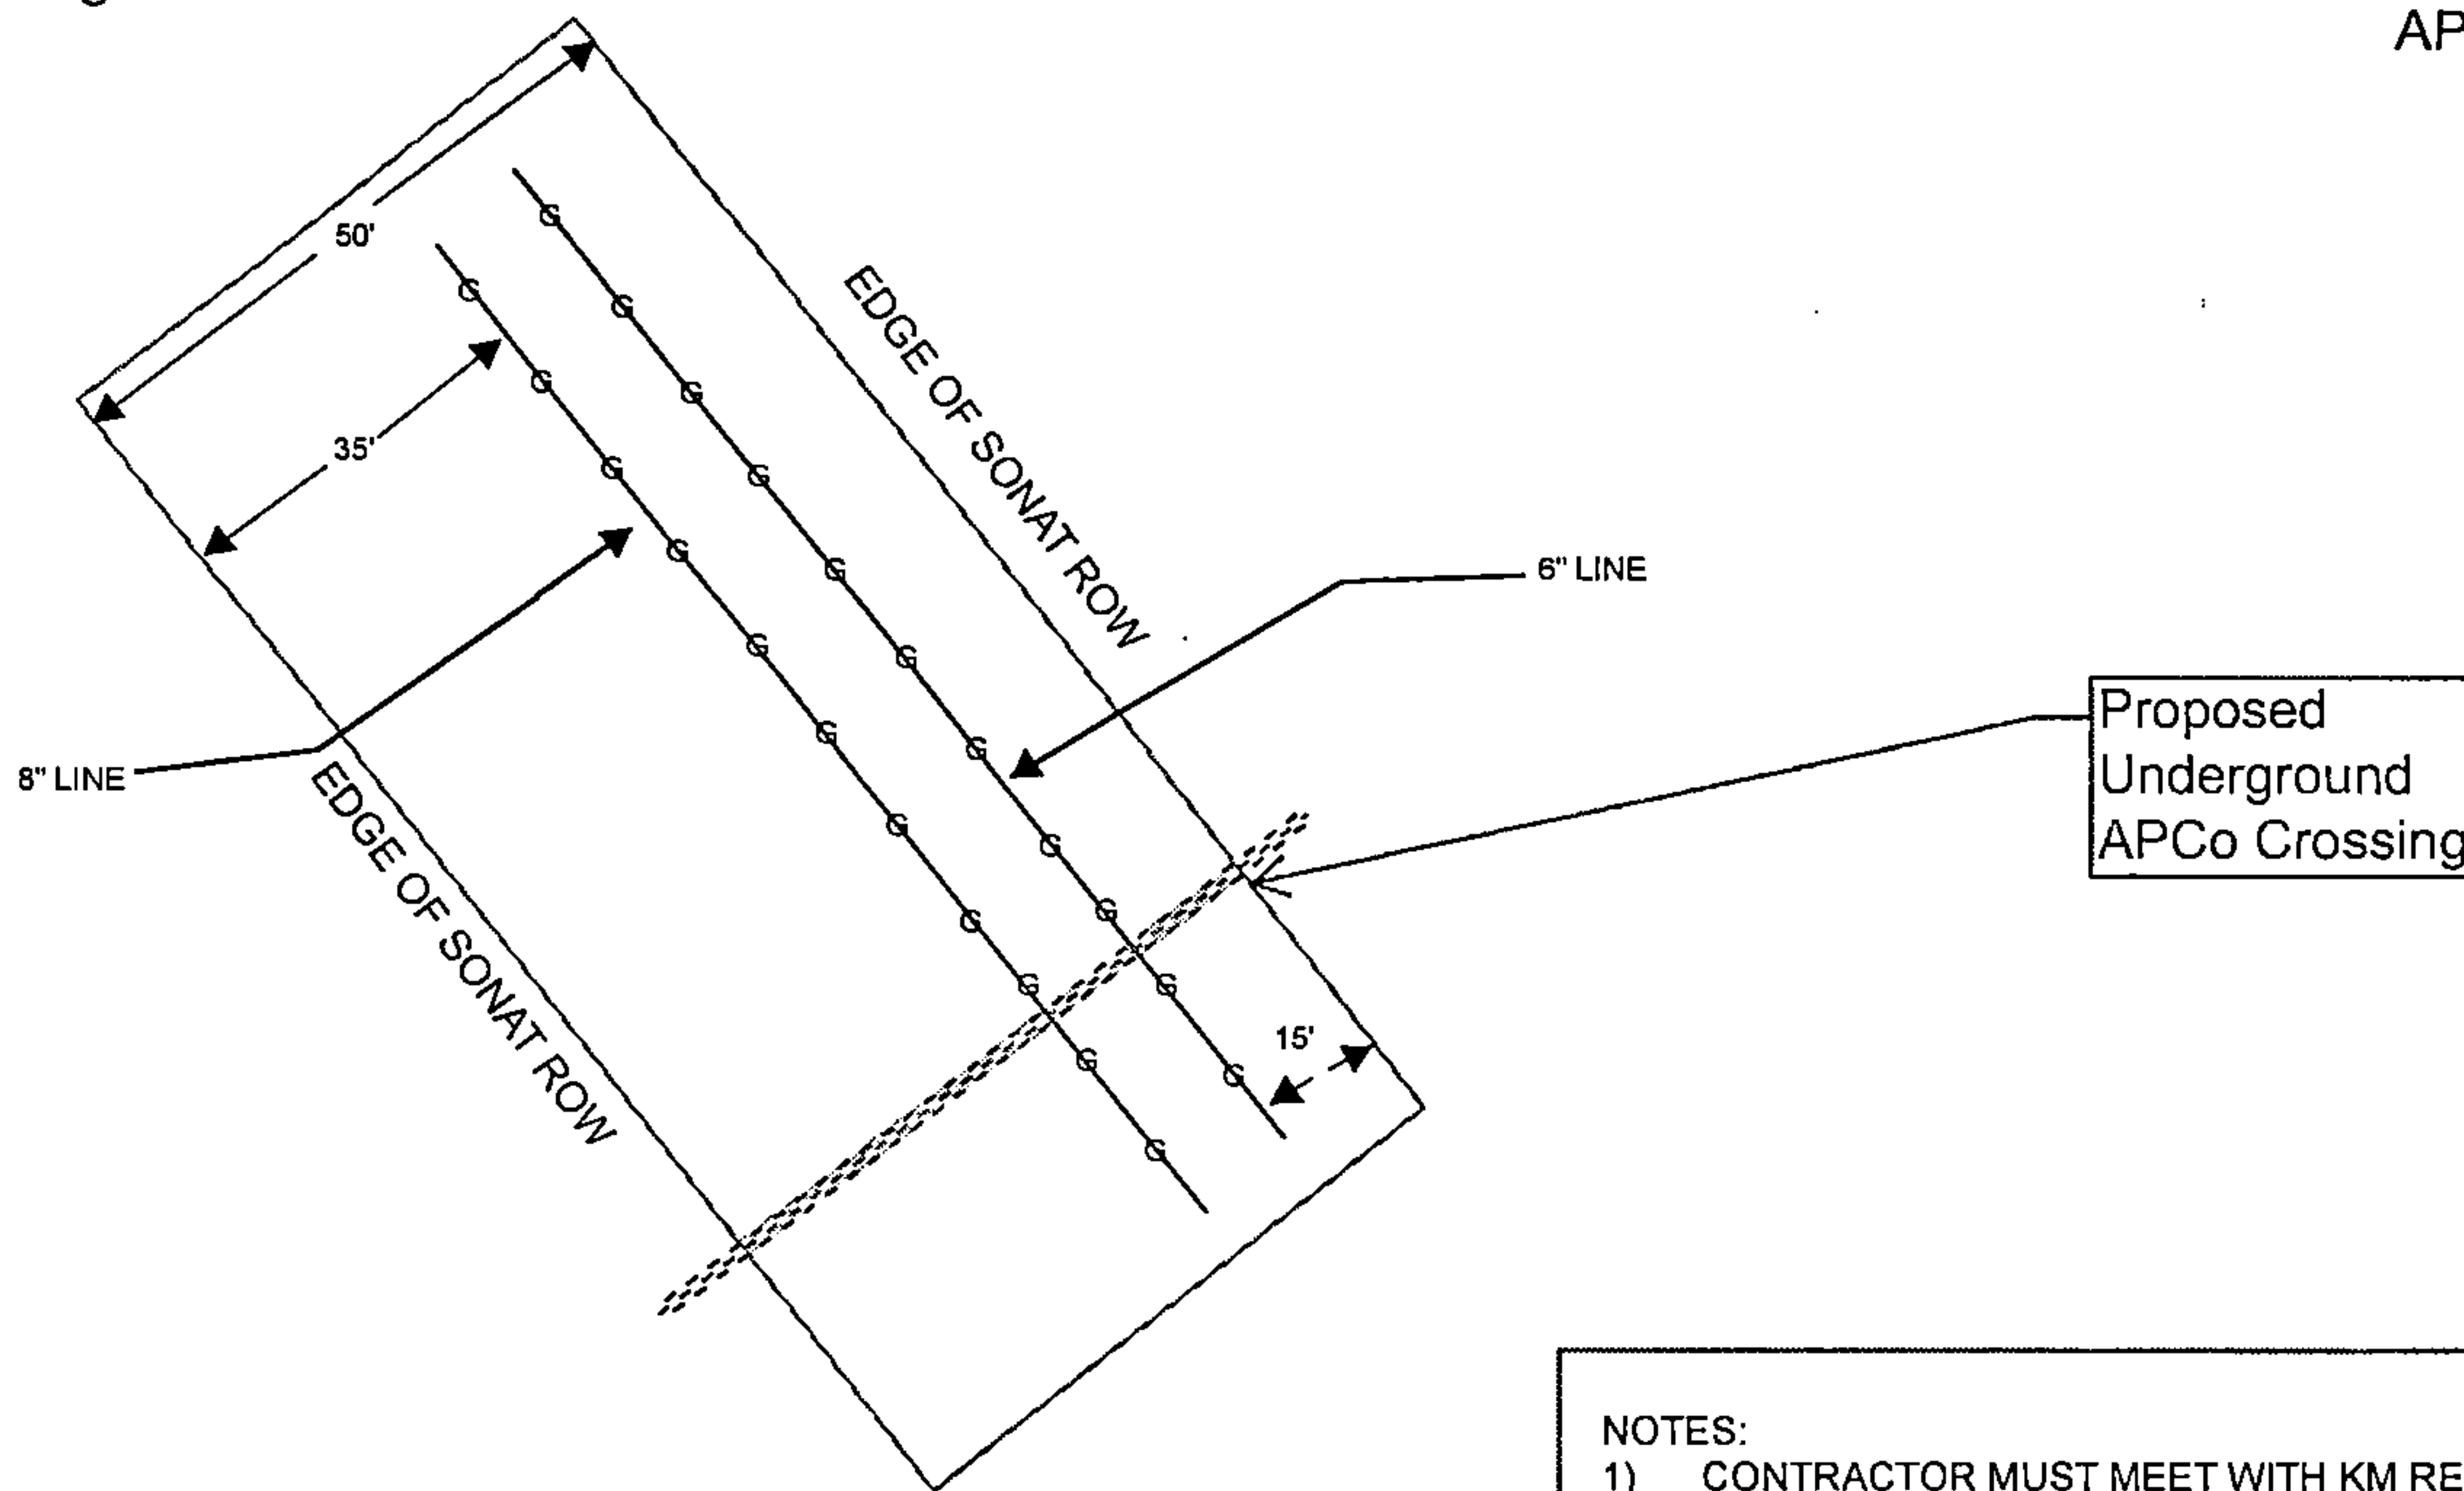 AP
50'
35'
EDGE OF SONAT ROW
6" LINE
Proposed
Underground
APCo Crossing
8" LINE
EDGE OF SONAT ROW
G G G G G G G G G G G
G G G G G G G G G G G
15'
NOTES:
1) CONTRACTOR MUST MEET WITH KM RE